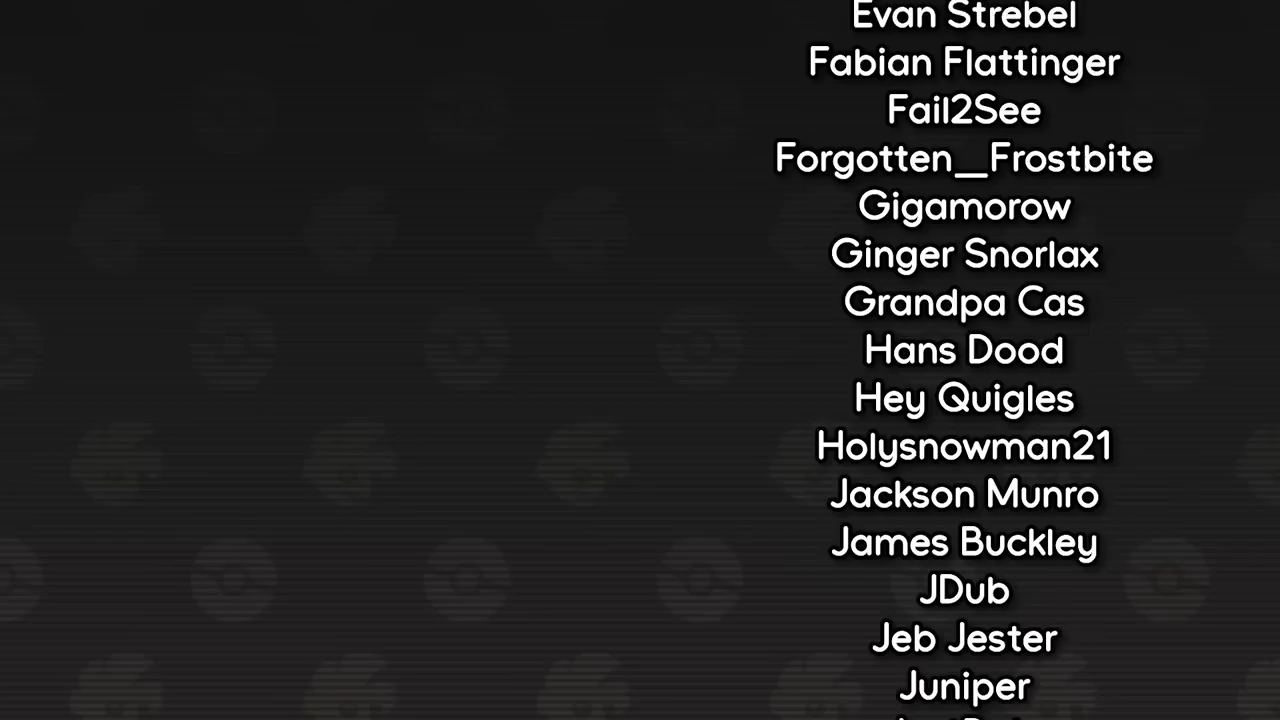 Evan Strebel
Fabian Flattinger
Fail2See
Forgotten__Frostbite
Gigamorow
Ginger Snorlax
Grandpa Cas
Hans Dood
Hey Quigles
Holysnowman21
Jackson Munro
James Buckley
JDub
Jeb Jester
Juniper